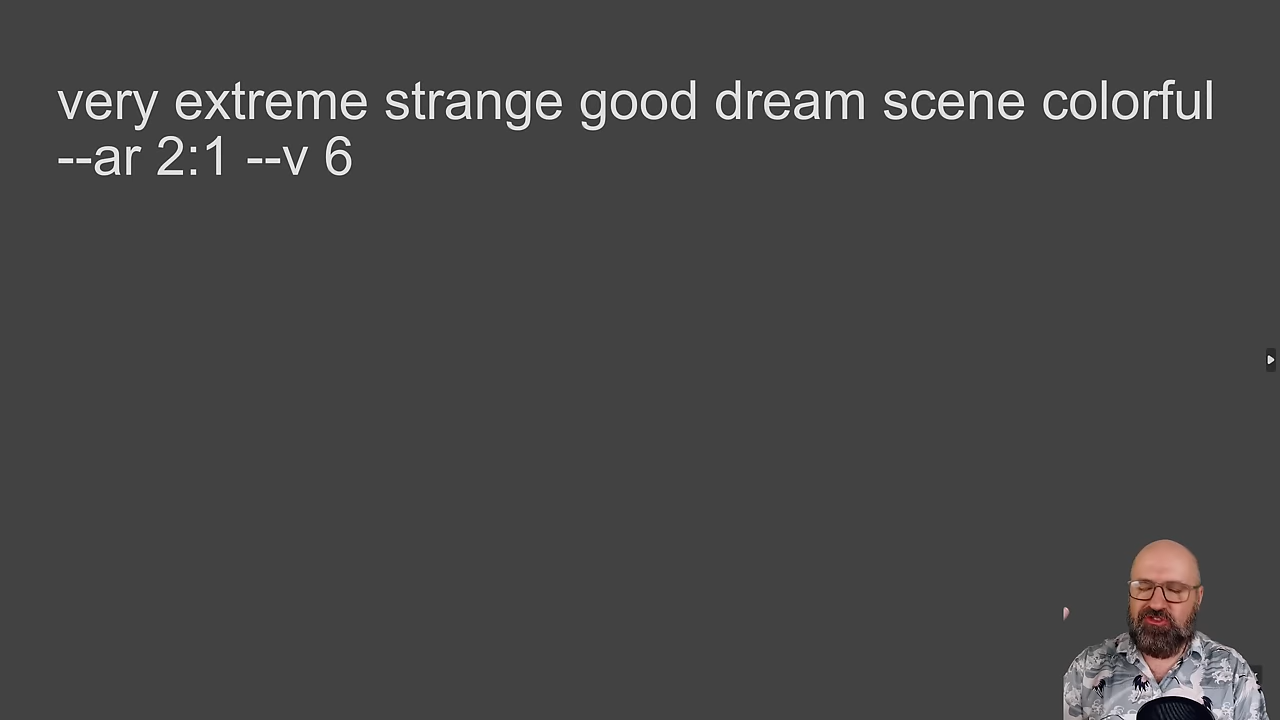 very extreme strange good dream scene colorful
--ar 2:1 --v 6